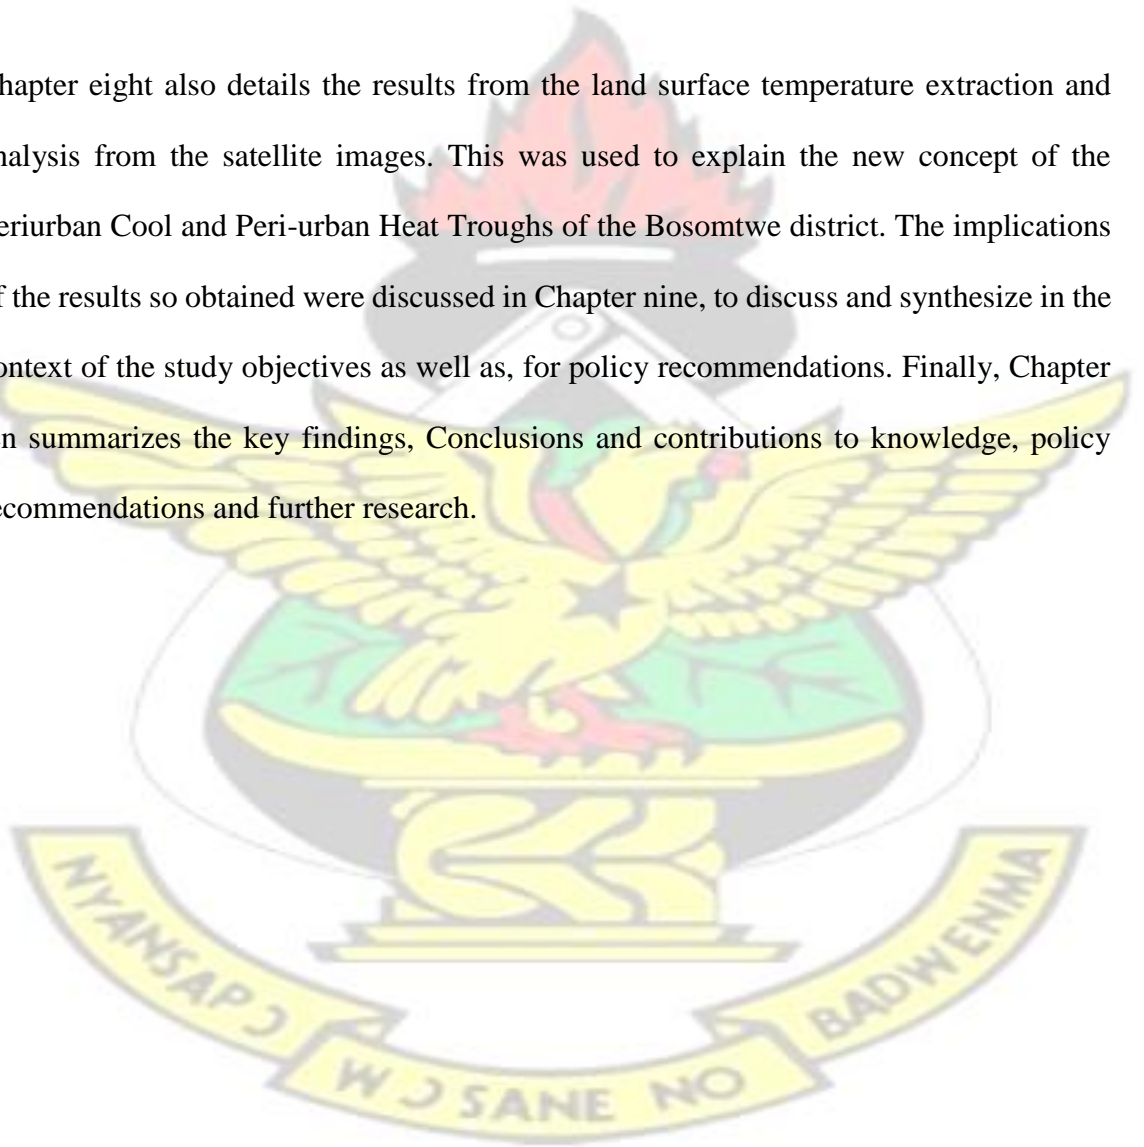 hapter eight also details the results from the land surface temperature extraction and
nalysis from the satellite images. This was used to explain the new concept of the
eriurban Cool and Peri-urban Heat Troughs of the Bosomtwe district. The implications
f the results so obtained were discussed in Chapter nine, to discuss and synthesize in the
ontext of the study objectives as well as, for policy recommendations. Finally, Chapter
en summarizes the key findings, Conclusions and contributions to knowledge, policy
ecommendations and further research.
NYANSAPƆ
WƆSANE NO
BADWENMA